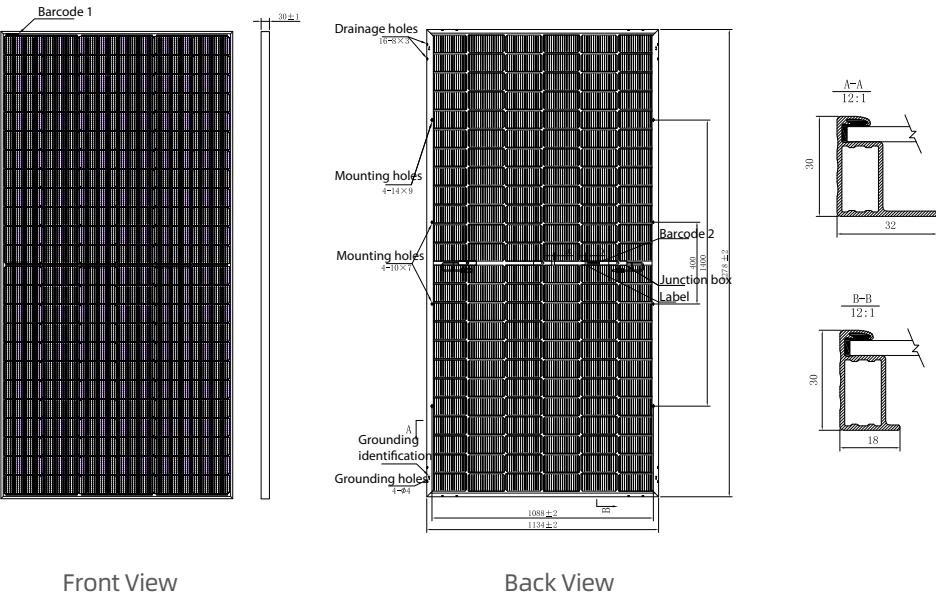 Barcode 1
30±1
Drainage holes
16-8×3
Mounting holes
4-14×9
Mounting holes
4-10×7
Barcode 2
Junction box
Label
400
1400
278±2
A
Grounding
identification
Grounding holes
4-ø4
B
1088±2
1134±2
A-A
12:1
30
32
B-B
12:1
30
18
Front View
Back View